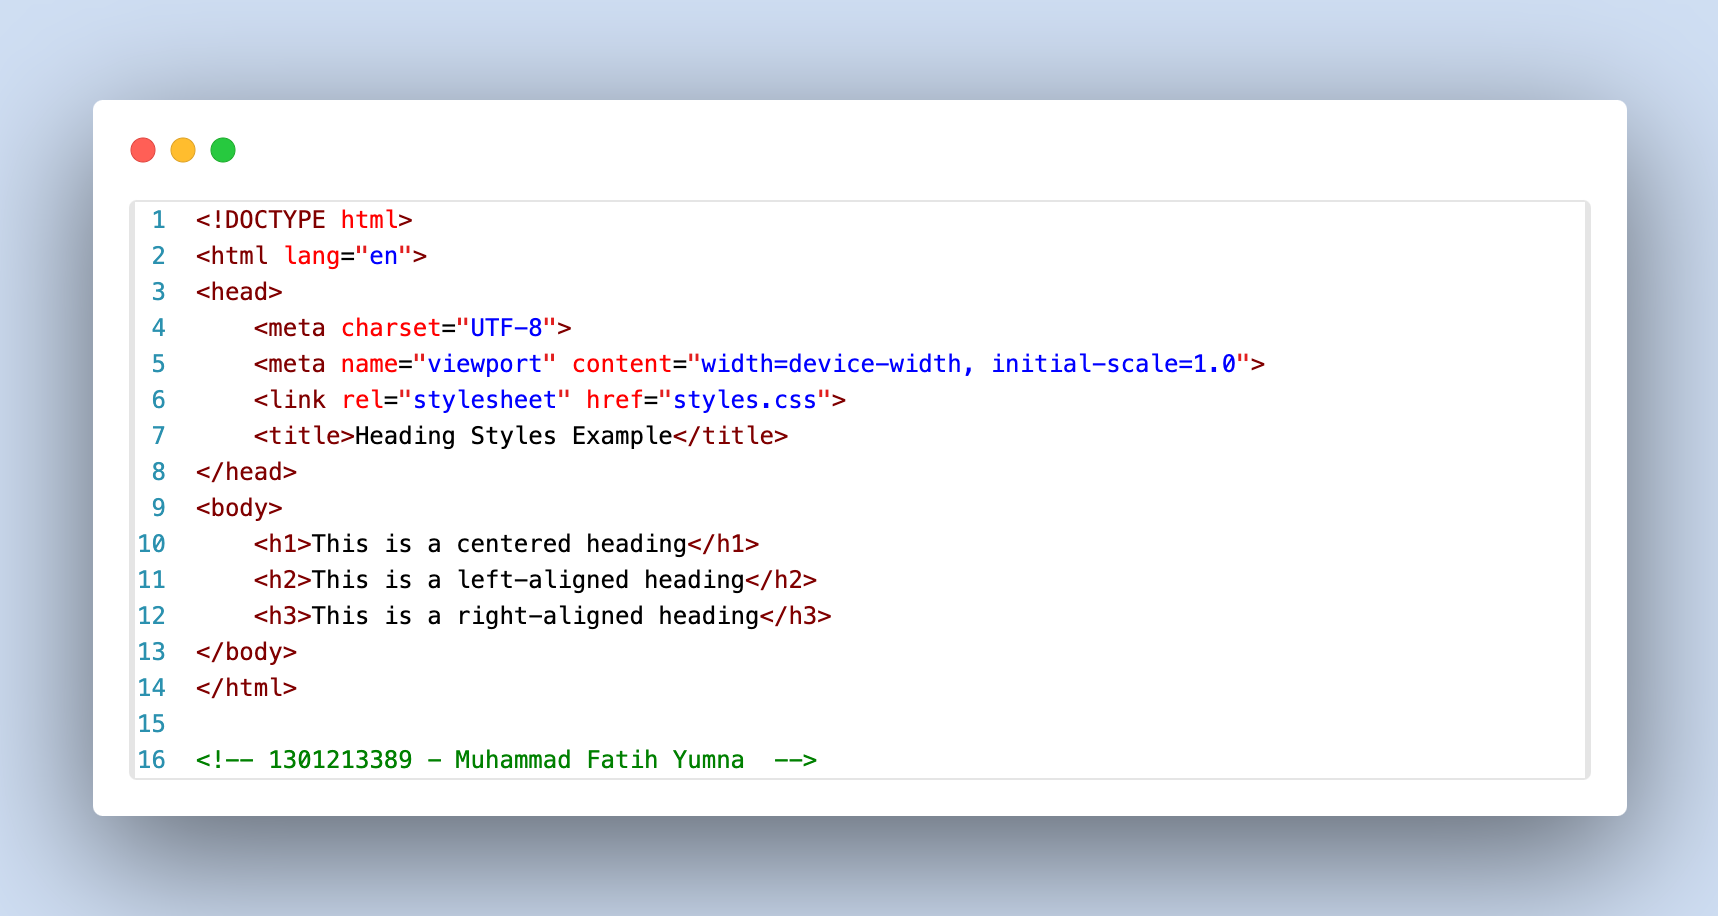 1 <!DOCTYPE html>
2 <html lang="en">
3 <head>
4     <meta charset="UTF-8">
5     <meta name="viewport" content="width=device-width, initial-scale=1.0">
6     <link rel="stylesheet" href="styles.css">
7     <title>Heading Styles Example</title>
8 </head>
9 <body>
10     <h1>This is a centered heading</h1>
11     <h2>This is a left-aligned heading</h2>
12     <h3>This is a right-aligned heading</h3>
13 </body>
14 </html>
15
16 <!-- 1301213389 - Muhammad Fatih Yumna  -->